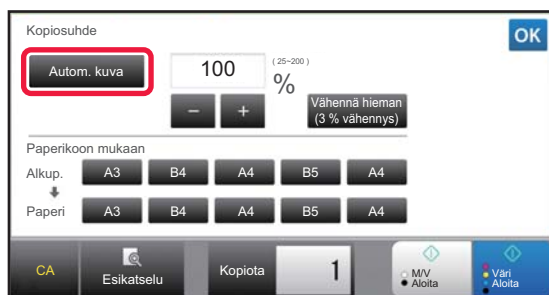 Kopiosuhde
OK
Autom. kuva
100
( 25~200 )
%
–
+
Vähennä hieman
(3 % vähennys)
Paperikoon mukaan
Alkup.
A3
B4
A4
B5
A4
Paperi
A3
B4
A4
B5
A4
CA
Esikatselu
Kopiota
1
M/V
Aloita
Väri
Aloita